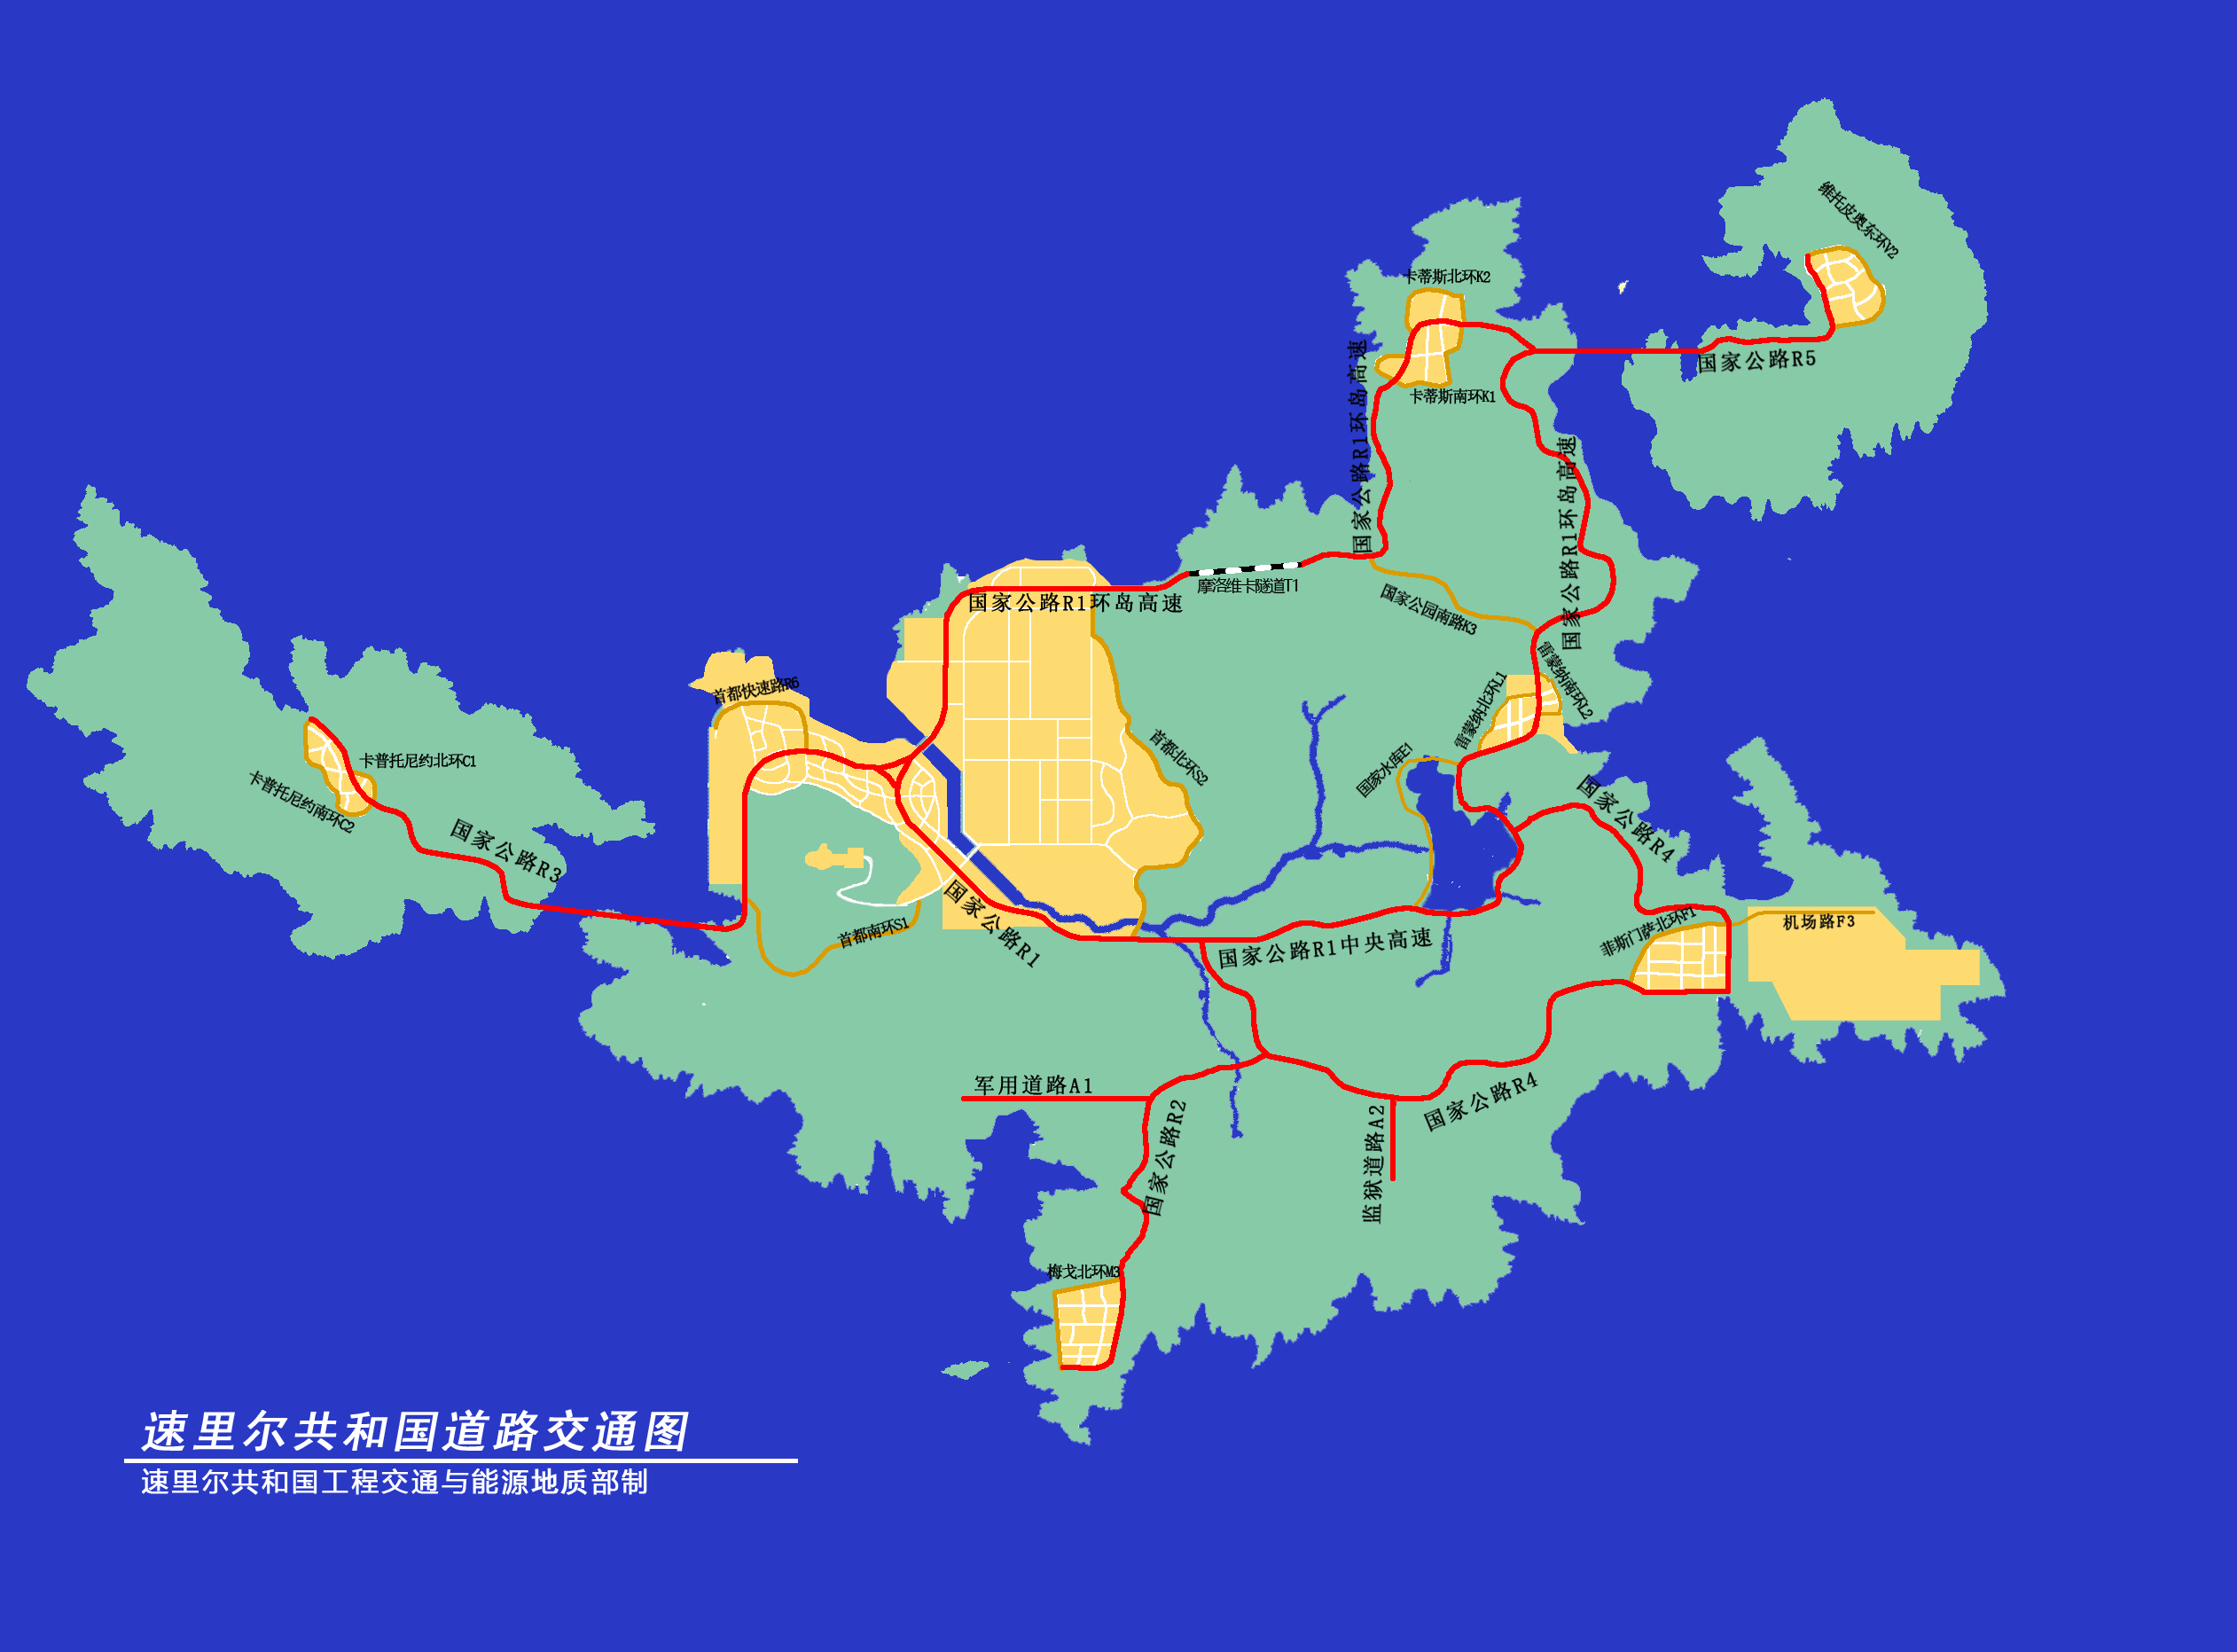 维托皮奥东环V2
卡蒂斯北环K2
国家公路R5
国家公路R1环岛高速
卡蒂斯南环K1
国家公路R1环岛高速
摩洛维卡隧道T1
国家公路R1环岛高速
国家公园南路K3
雷蒙纳南环L2
雷蒙纳北环L1
首都快速路R6
首都北环S2
国家水库E1
卡普托尼约北环C1
卡普托尼约南环C2
国家公路R3
国家公路R4
国家公路R1
首都南环S1
国家公路R1中央高速
菲斯门萨北环F1
机场路F3
军用道路A1
国家公路R2
监狱道路A2
国家公路R4
梅戈北环M3
速里尔共和国道路交通图
速里尔共和国工程交通与能源地质部制